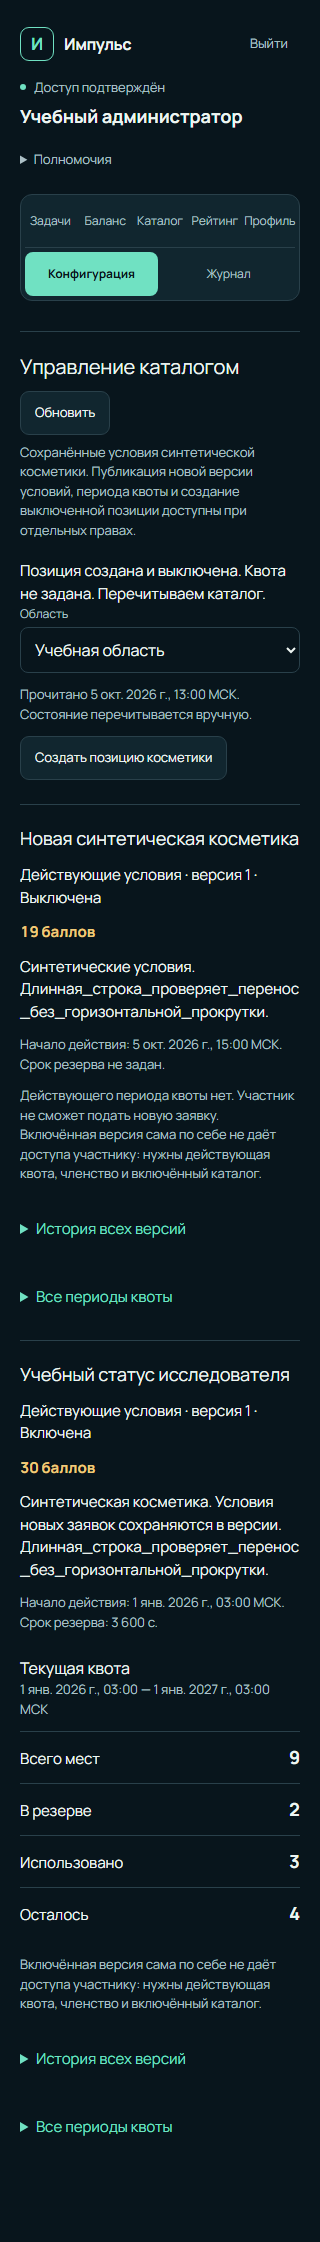 И Импульс Выйти
Доступ подтверждён
Учебный администратор
Полномочия
Задачи Баланс Каталог Рейтинг Профиль
Конфигурация Журнал
Управление каталогом
Обновить
Сохранённые условия синтетической
косметики. Публикация новой версии
условий, периода квоты и создание
выключенной позиции доступны при
отдельных правах.
Позиция создана и выключена. Квота
не задана. Перечитываем каталог.
Область
Учебная область
Прочитано 5 окт. 2026 г., 13:00 МСК.
Состояние перечитывается вручную.
Создать позицию косметики
Новая синтетическая косметика
Действующие условия · версия 1 ·
Выключена
19 баллов
Синтетические условия.
Длинная_строка_проверяет_перенос
_без_горизонтальной_прокрутки.
Начало действия: 5 окт. 2026 г., 15:00 МСК.
Срок резерва не задан.
Действующего периода квоты нет. Участник
не сможет подать новую заявку.
Включённая версия сама по себе не даёт
доступа участнику: нужны действующая
квота, членство и включённый каталог.
История всех версий
Все периоды квоты
Учебный статус исследователя
Действующие условия · версия 1 ·
Включена
30 баллов
Синтетическая косметика. Условия
новых заявок сохраняются в версии.
Длинная_строка_проверяет_перенос
_без_горизонтальной_прокрутки.
Начало действия: 1 янв. 2026 г., 03:00 МСК.
Срок резерва: 3 600 с.
Текущая квота
1 янв. 2026 г., 03:00 — 1 янв. 2027 г., 03:00
МСК
Всего мест 9
В резерве 2
Использовано 3
Осталось 4
Включённая версия сама по себе не даёт
доступа участнику: нужны действующая
квота, членство и включённый каталог.
История всех версий
Все периоды квоты